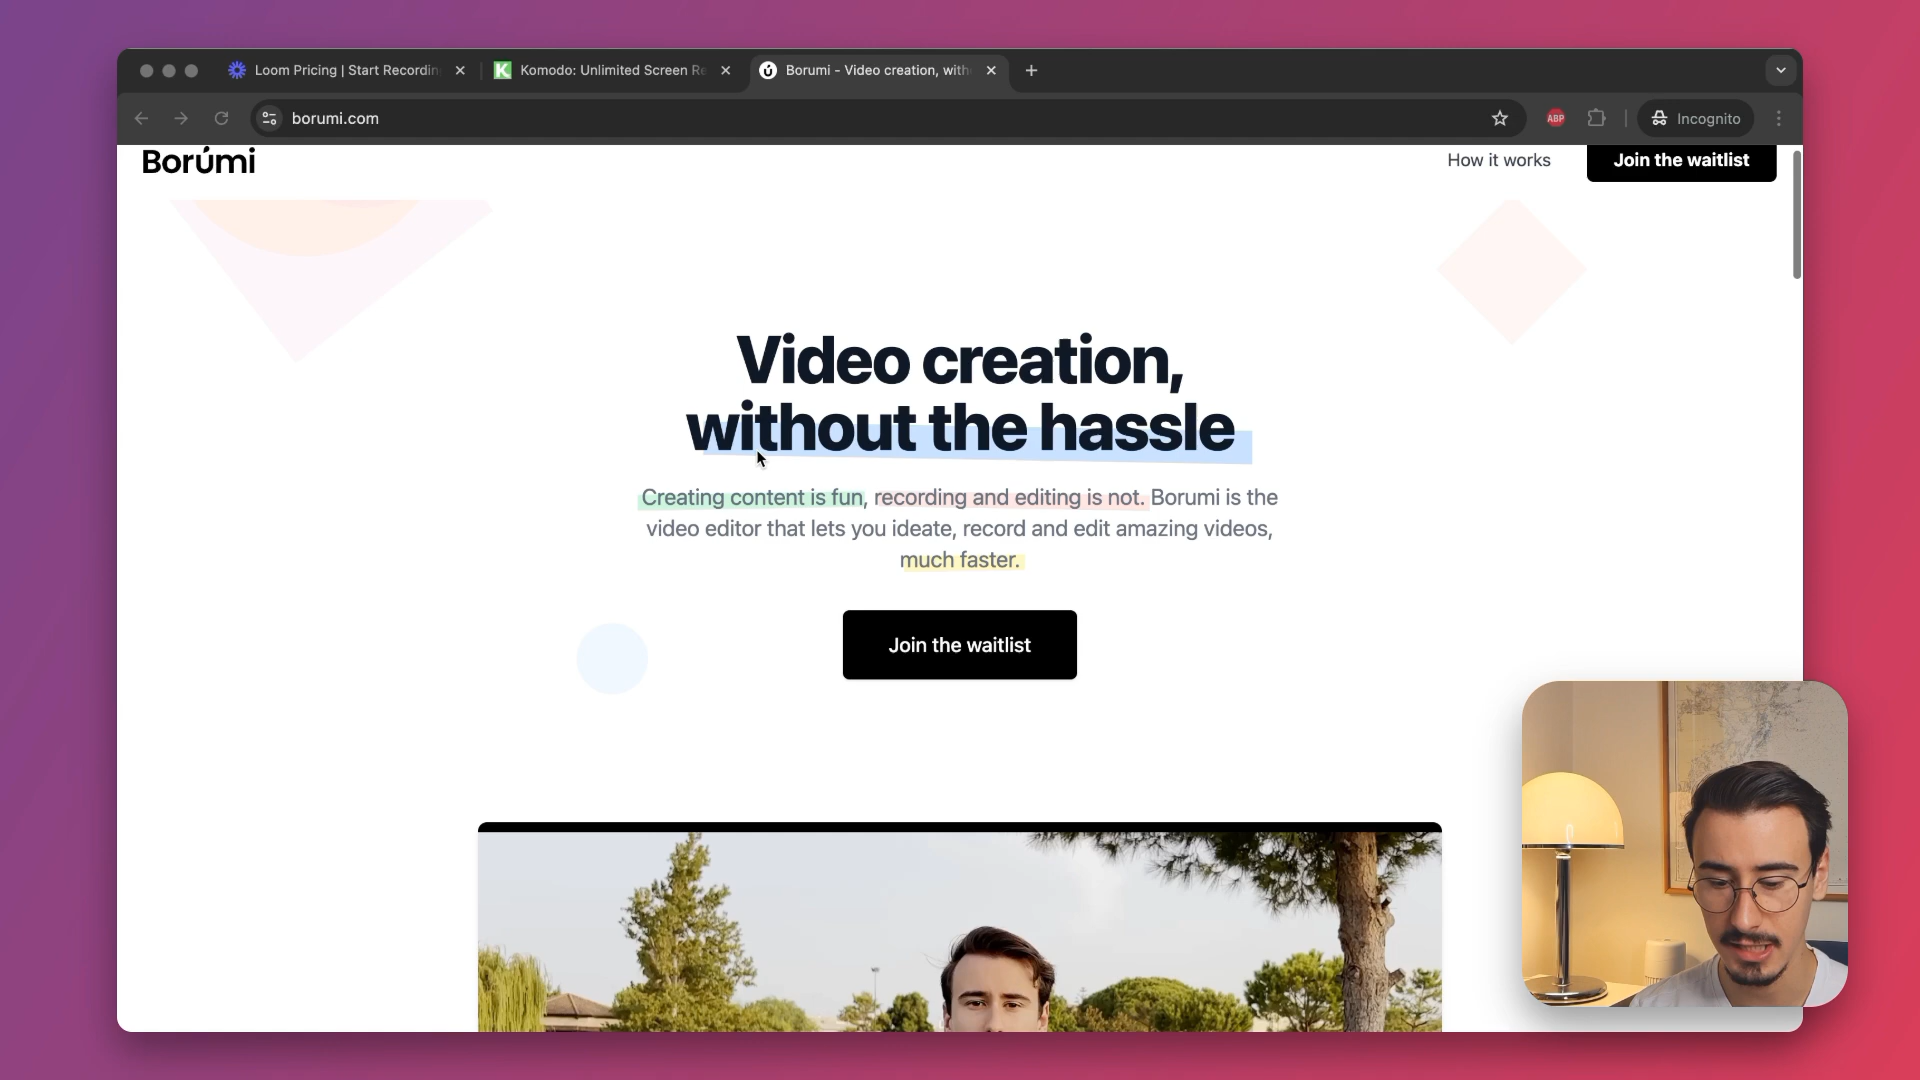 Loom Pricing | Start Recordin
Komodo: Unlimited Screen Re
Borumi - Video creation, with
borumi.com
ABP
Incognito
Borúmi
How it works
Join the waitlist
Video creation,
without the hassle
Creating content is fun, recording and editing is not. Borumi is the
video editor that lets you ideate, record and edit amazing videos,
much faster.
Join the waitlist